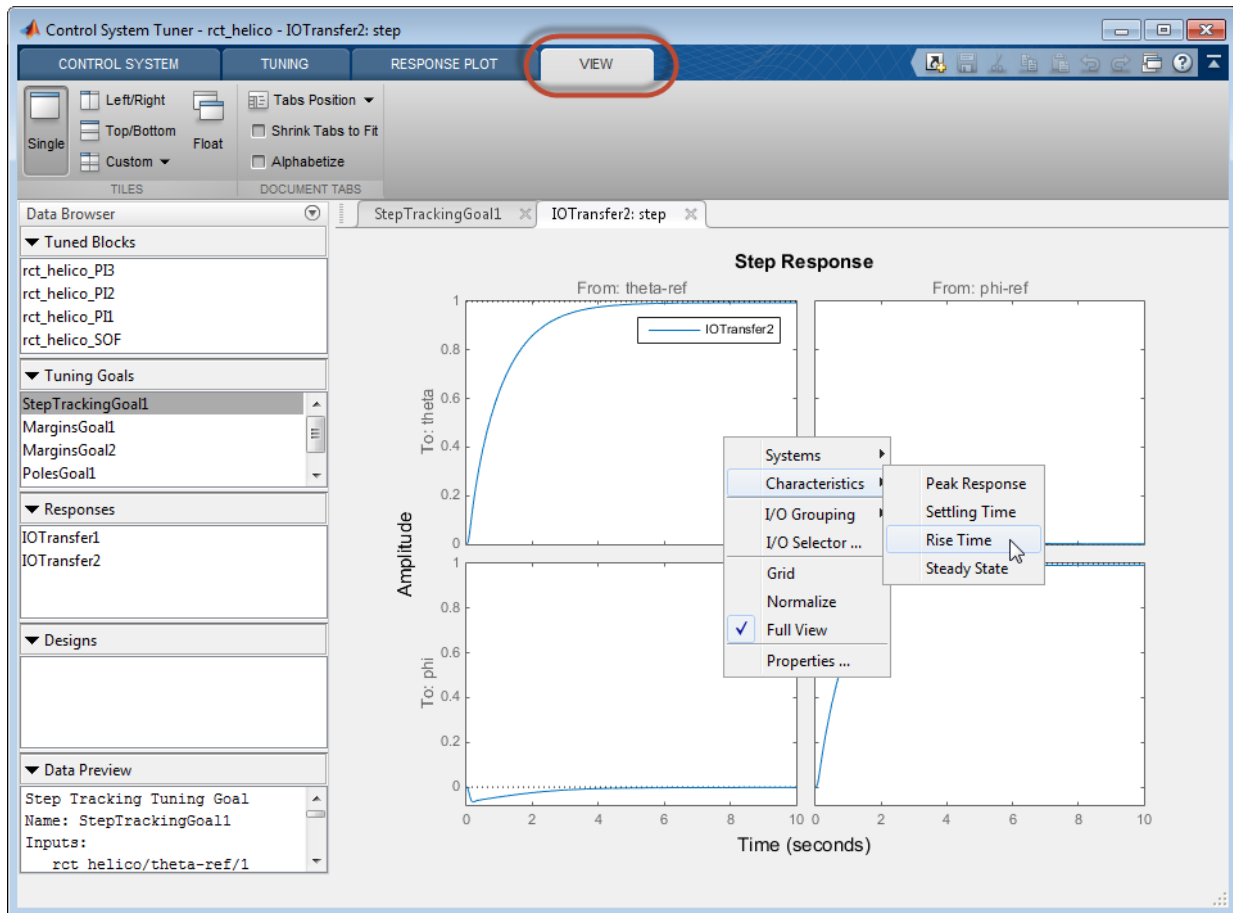 Control System Tuner - rct_helico - IOTransfer2: step
CONTROL SYSTEM TUNING RESPONSE PLOT VIEW
Single
Left/Right
Top/Bottom
Custom
Float
Tabs Position
Shrink Tabs to Fit
Alphabetize
TILES
DOCUMENT TABS
Data Browser
Tuned Blocks
rct_helico_PI3
rct_helico_PI2
rct_helico_PI1
rct_helico_SOF
Tuning Goals
StepTrackingGoal1
MarginsGoal1
MarginsGoal2
PolesGoal1
Responses
IOTransfer1
IOTransfer2
Designs
Data Preview
Step Tracking Tuning Goal
Name: StepTrackingGoal1
Inputs:
rct_helico/theta-ref/1
StepTrackingGoal1 IOTransfer2: step
Step Response
From: theta-ref From: phi-ref
IOTransfer2
1
0.8
0.6
0.4
0.2
0
To: theta
Amplitude
1
0.8
0.6
0.4
0.2
0
To: phi
0 2 4 6 8 10 0 2 4 6 8 10
Time (seconds)
Systems
Characteristics
I/O Grouping
I/O Selector ...
Grid
Normalize
Full View
Properties ...
Peak Response
Settling Time
Rise Time
Steady State